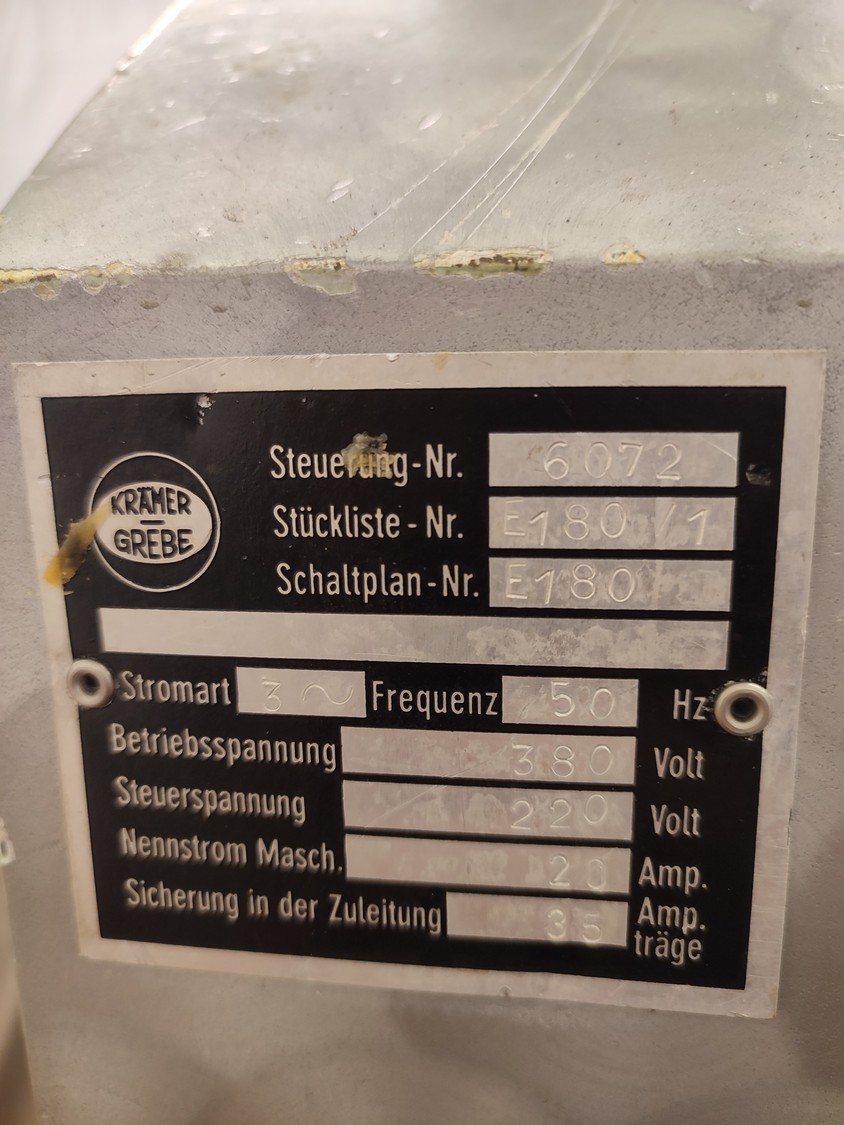 KRÄMER
GREBE
Steuerung-Nr. 6072
Stückliste-Nr. E180/1
Schaltplan-Nr. E180
Stromart 3 ~ Frequenz 50 Hz
Betriebsspannung 380 Volt
Steuerspannung 220 Volt
Nennstrom Masch. 20 Amp.
Sicherung in der Zuleitung 35 Amp.
träge